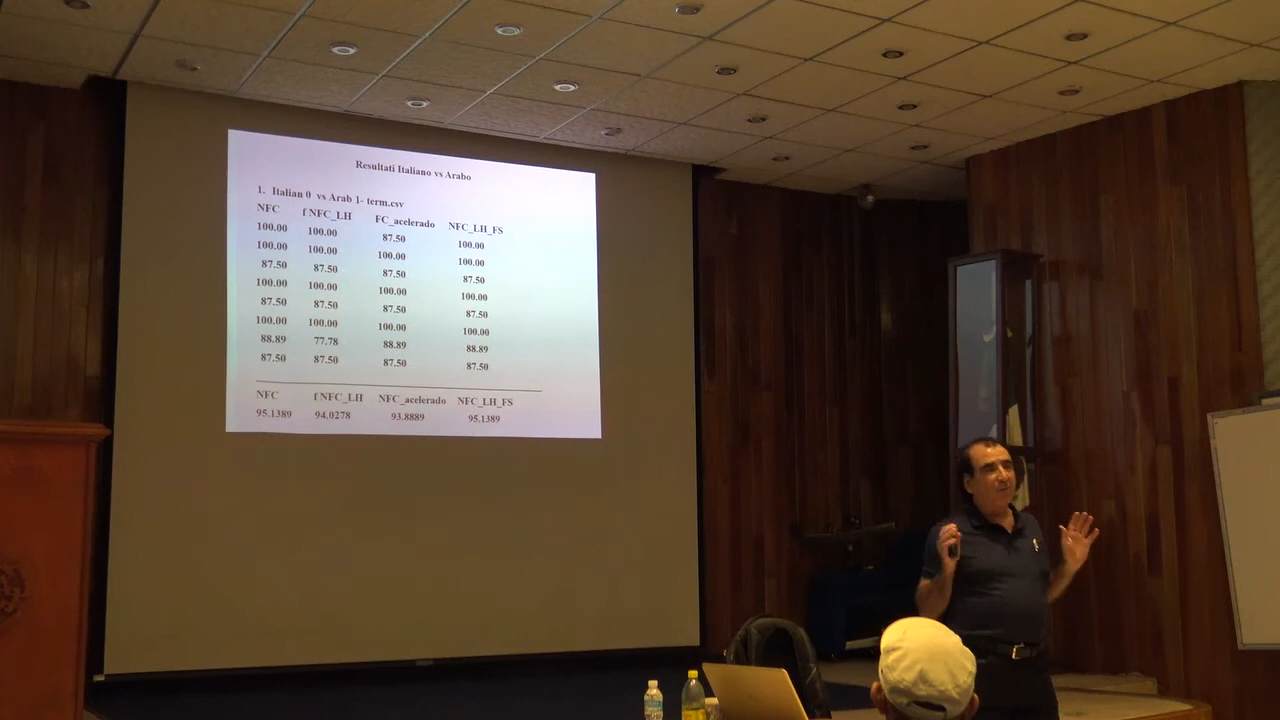 Resultati Italiano vs Arabo
1. Italian 0 vs Arab 1- term.csv
NFC f NFC_LH FC_acelerado NFC_LH_FS
100.00 100.00 87.50 100.00
100.00 100.00 100.00 100.00
87.50 87.50 87.50 87.50
100.00 100.00 100.00 100.00
87.50 87.50 87.50 87.50
100.00 100.00 100.00 100.00
88.89 77.78 88.89 88.89
87.50 87.50 87.50 87.50
NFC f NFC_LH NFC_acelerado NFC_LH_FS
95.1389 94.0278 93.8889 95.1389